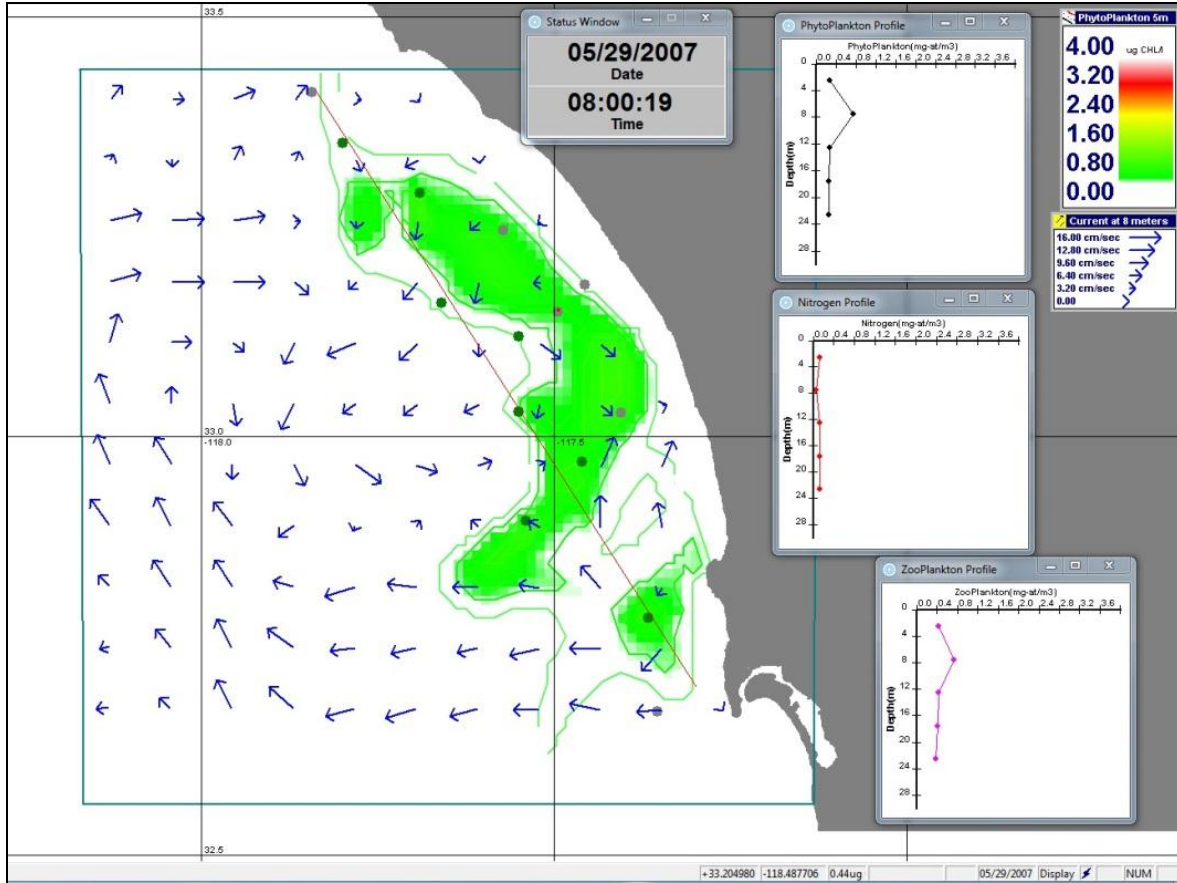 33.5
33.0
-118.0
-117.5
32.5
Status Window
05/29/2007
Date
08:00:19
Time
PhytoPlankton Profile
PhytoPlankton(mg-at/m3)
0.0 0.4 0.8 1.2 1.6 2.0 2.4 2.8 3.2 3.6
0
4
8
12
16
20
24
28
Depth(m)
Nitrogen Profile
Nitrogen(mg-at/m3)
0.0 0.4 0.8 1.2 1.6 2.0 2.4 2.8 3.2 3.6
0
4
8
12
16
20
24
28
Depth(m)
ZooPlankton Profile
ZooPlankton(mg-at/m3)
0.0 0.4 0.8 1.2 1.6 2.0 2.4 2.8 3.2 3.6
0
4
8
12
16
20
24
28
Depth(m)
PhytoPlankton 5m
4.00 ug CHL/l
3.20
2.40
1.60
0.80
0.00
Current at 8 meters
16.00 cm/sec
12.80 cm/sec
9.60 cm/sec
6.40 cm/sec
3.20 cm/sec
0.00
+33.204980 -118.487706 0.44ug 05/29/2007 Display NUM